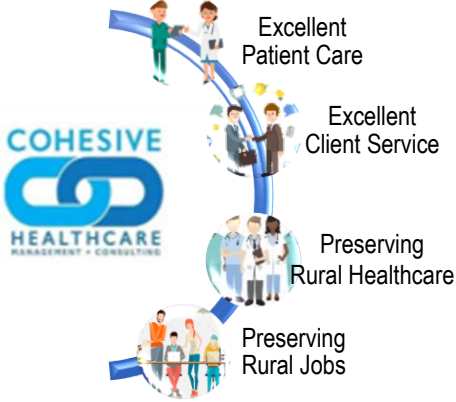 Excellent
Patient Care
Excellent
Client Service
COHESIVE
HEALTHCARE
MANAGEMENT + CONSULTING
Preserving
Rural Healthcare
Preserving
Rural Jobs